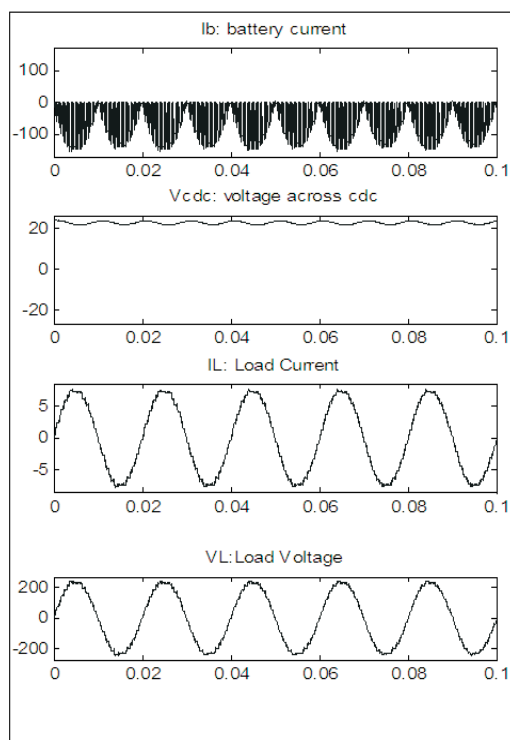 Ib: battery current
100
0
-100
0 0.02 0.04 0.06 0.08 0.1
Vcdc: voltage across cdc
20
0
-20
0 0.02 0.04 0.06 0.08 0.1
IL: Load Current
5
0
-5
0 0.02 0.04 0.06 0.08 0.1
VL:Load Voltage
200
0
-200
0 0.02 0.04 0.06 0.08 0.1